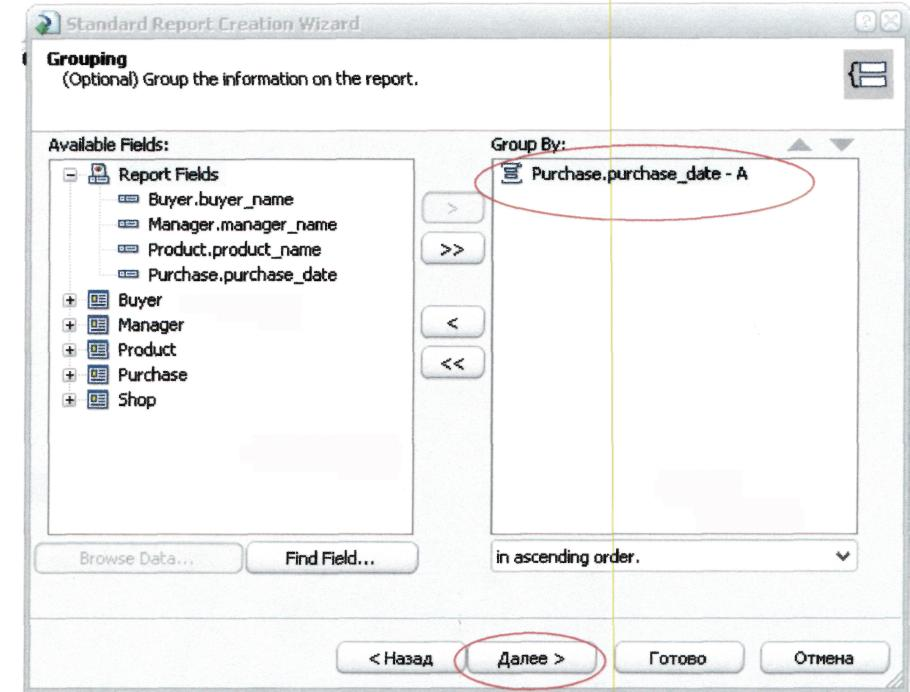 Standard Report Creation Wizard
Grouping
(Optional) Group the information on the report.
Available Fields:
Report Fields
Buyer.buyer_name
Manager.manager_name
Product.product_name
Purchase.purchase_date
Buyer
Manager
Product
Purchase
Shop
>
>>
<
<<
Group By:
Purchase.purchase_date - A
Browse Data...
Find Field...
in ascending order.
< Назад
Далее >
Готово
Отмена